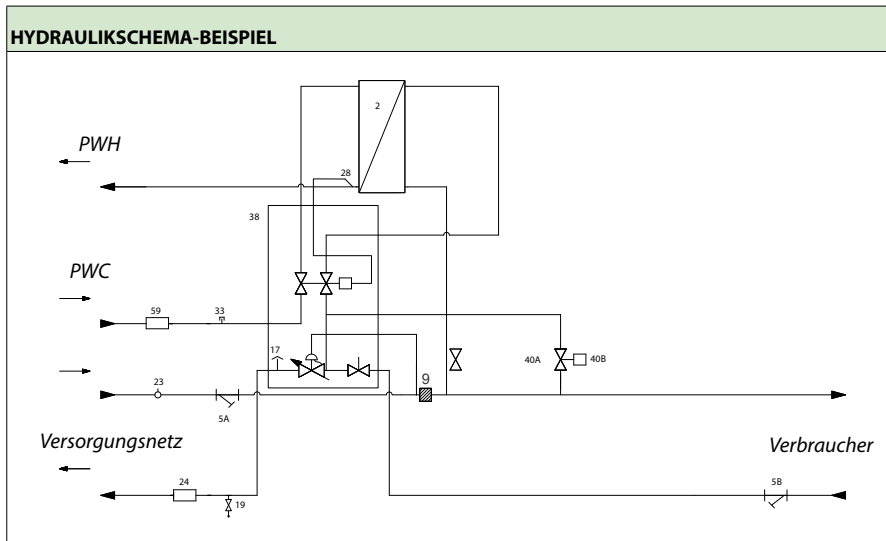 HYDRAULIKSCHEMA-BEISPIEL
2
PWH
28
38
PWC
59
33
17
40A
40B
9
23
5A
Versorgungsnetz
Verbraucher
24
19
5B